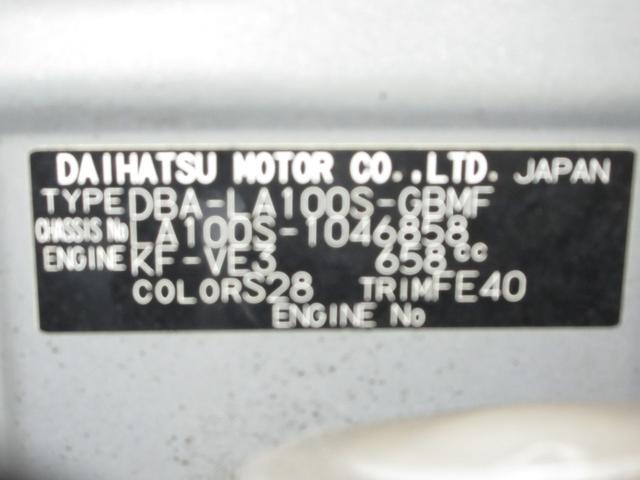 DAIHATSU MOTOR CO.,LTD. JAPAN
TYPE DBA-LA100S-GBMF
CHASSIS No LA100S-1046858
ENGINE KF-VE3 658cc
COLOR S28 TRIM FE40
ENGINE No